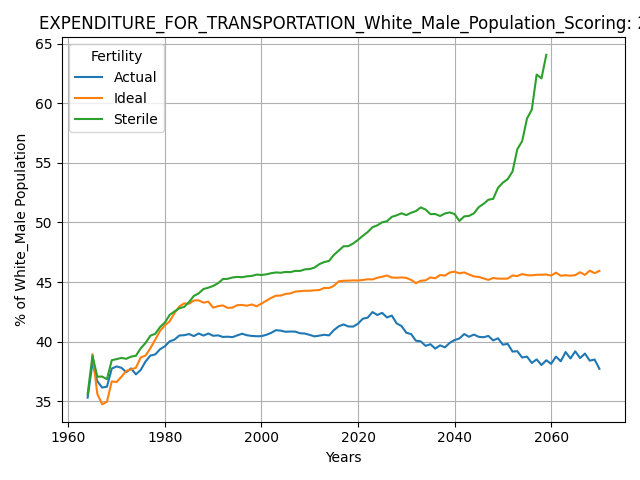 EXPENDITURE_FOR_TRANSPORTATION_White_Male_Population_Scoring: 2
65
60
55
50
45
40
35
% of White_Male Population
Fertility
Actual
Ideal
Sterile
1960 1980 2000 2020 2040 2060
Years